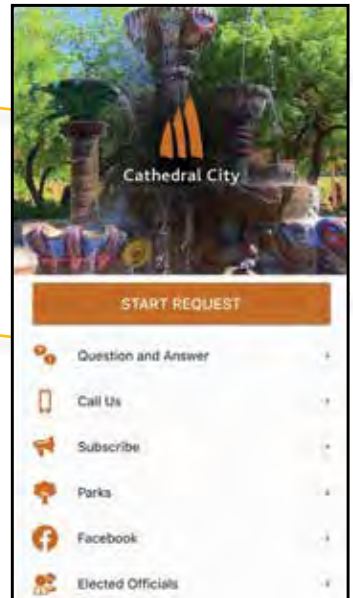 Cathedral City
START REQUEST
Question and Answer
Call Us
Subscribe
Parks
Facebook
Elected Officials